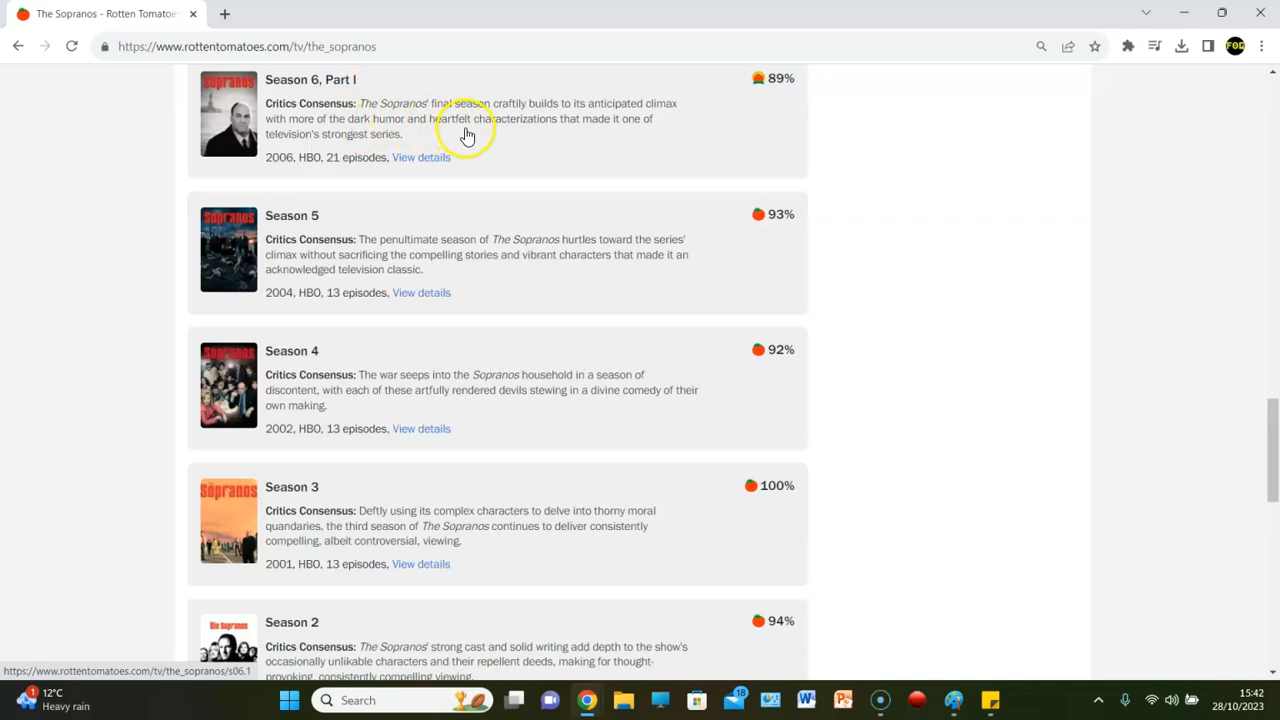 The Sopranos - Rotten Tomatoes
https://www.rottentomatoes.com/tv/the_sopranos
FOG
Sopranos
Season 6, Part I
89%
Critics Consensus: The Sopranos' final season craftily builds to its anticipated climax
with more of the dark humor and heartfelt characterizations that made it one of
television's strongest series.
2006, HBO, 21 episodes, View details
Sopranos
Season 5
93%
Critics Consensus: The penultimate season of The Sopranos hurtles toward the series'
climax without sacrificing the compelling stories and vibrant characters that made it an
acknowledged television classic.
2004, HBO, 13 episodes, View details
Sopranos
Season 4
92%
Critics Consensus: The war seeps into the Sopranos household in a season of
discontent, with each of these artfully rendered devils stewing in a divine comedy of their
own making.
2002, HBO, 13 episodes, View details
Sopranos
Season 3
100%
Critics Consensus: Deftly using its complex characters to delve into thorny moral
quandaries, the third season of The Sopranos continues to deliver consistently
compelling, albeit controversial, viewing.
2001, HBO, 13 episodes, View details
Die Sopranos
Season 2
94%
Critics Consensus: The Sopranos' strong cast and solid writing add depth to the show's
occasionally unlikable characters and their repellent deeds, making for thought-
provoking, consistently compelling viewing.
https://www.rottentomatoes.com/tv/the_sopranos/s06.1
1
12°C
Heavy rain
Search
18
15:42
28/10/2023